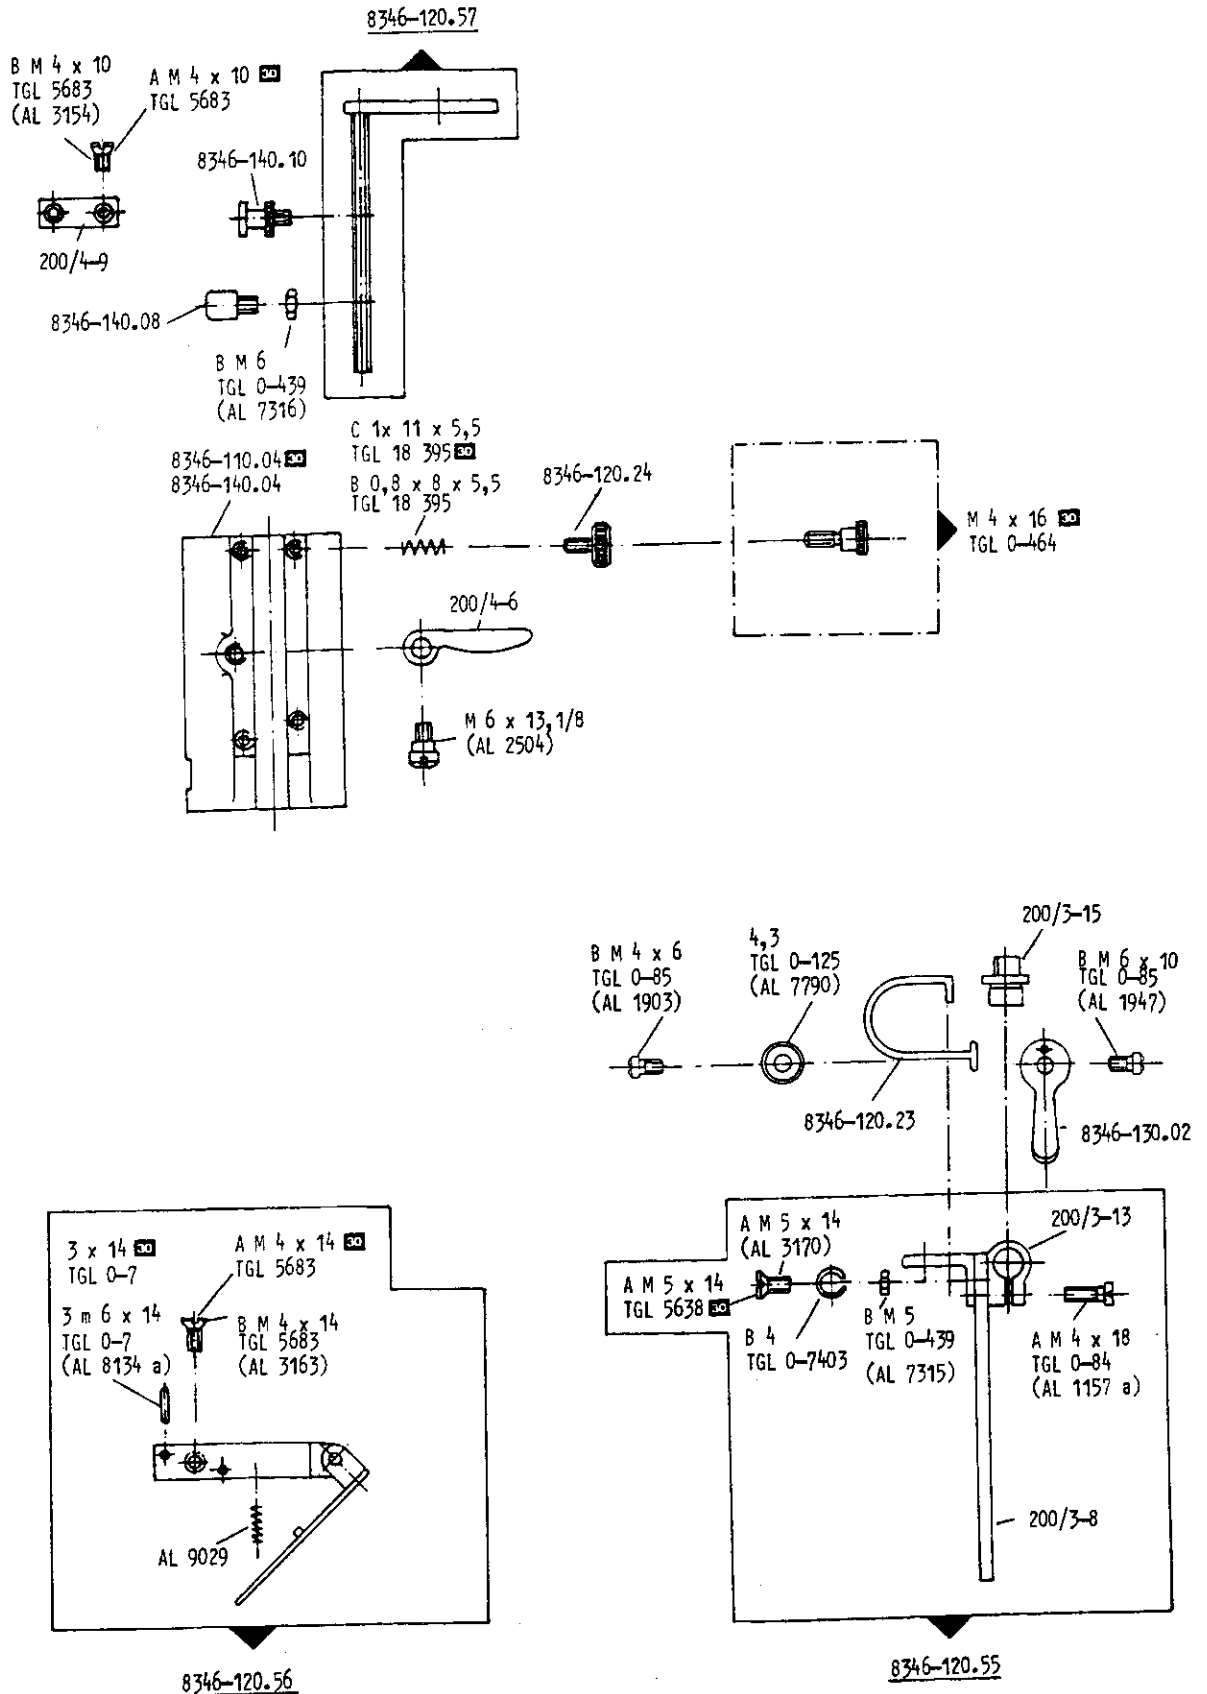 8346-120.57
B M 4 x 10
TGL 5683
(AL 3154)
A M 4 x 10 30
TGL 5683
8346-140.10
200/4-9
8346-140.08
B M 6
TGL 0-439
(AL 7316)
C 1x 11 x 5,5
TGL 18 395 30
B 0,8 x 8 x 5,5
TGL 18 395
8346-110.04 30
8346-140.04
8346-120.24
M 4 x 16 30
TGL 0-464
200/4-6
M 6 x 13,1/8
(AL 2504)
200/3-15
B M 4 x 6
TGL 0-85
(AL 1903)
4,3
TGL 0-125
(AL 7790)
B M 6 x 10
TGL 0-85
(AL 1947)
8346-120.23
8346-130.02
3 x 14 30
TGL 0-7
A M 4 x 14 30
TGL 5683
3 m 6 x 14
TGL 0-7
(AL 8134 a)
B M 4 x 14
TGL 5683
(AL 3163)
AL 9029
8346-120.56
A M 5 x 14
(AL 3170)
200/3-13
A M 5 x 14
TGL 5638 30
B 4
TGL 0-7403
B M 5
TGL 0-439
(AL 7315)
A M 4 x 18
TGL 0-84
(AL 1157 a)
200/3-8
8346-120.55